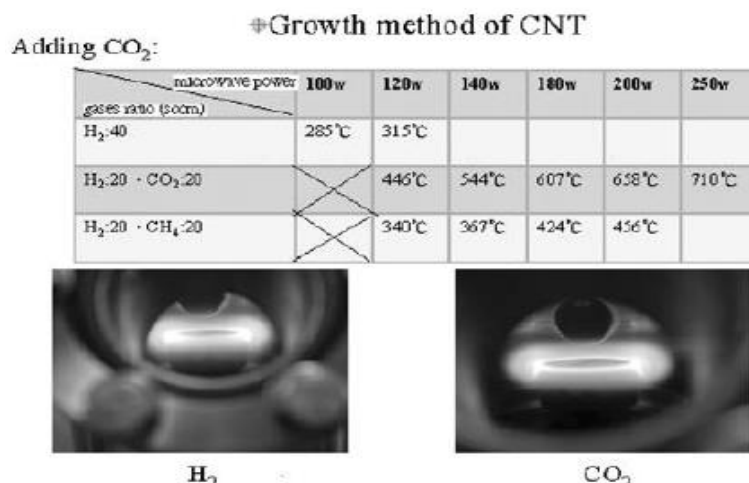 ⌖Growth method of CNT
Adding CO₂:
microwave power 100w 120w 140w 180w 200w 250w
gases ratio (sccm)
H₂:40 285℃ 315℃
H₂:20 · CO₂:20 446℃ 544℃ 607℃ 658℃ 710℃
H₂:20 · CH₄:20 340℃ 367℃ 424℃ 456℃
H₂ CO₂